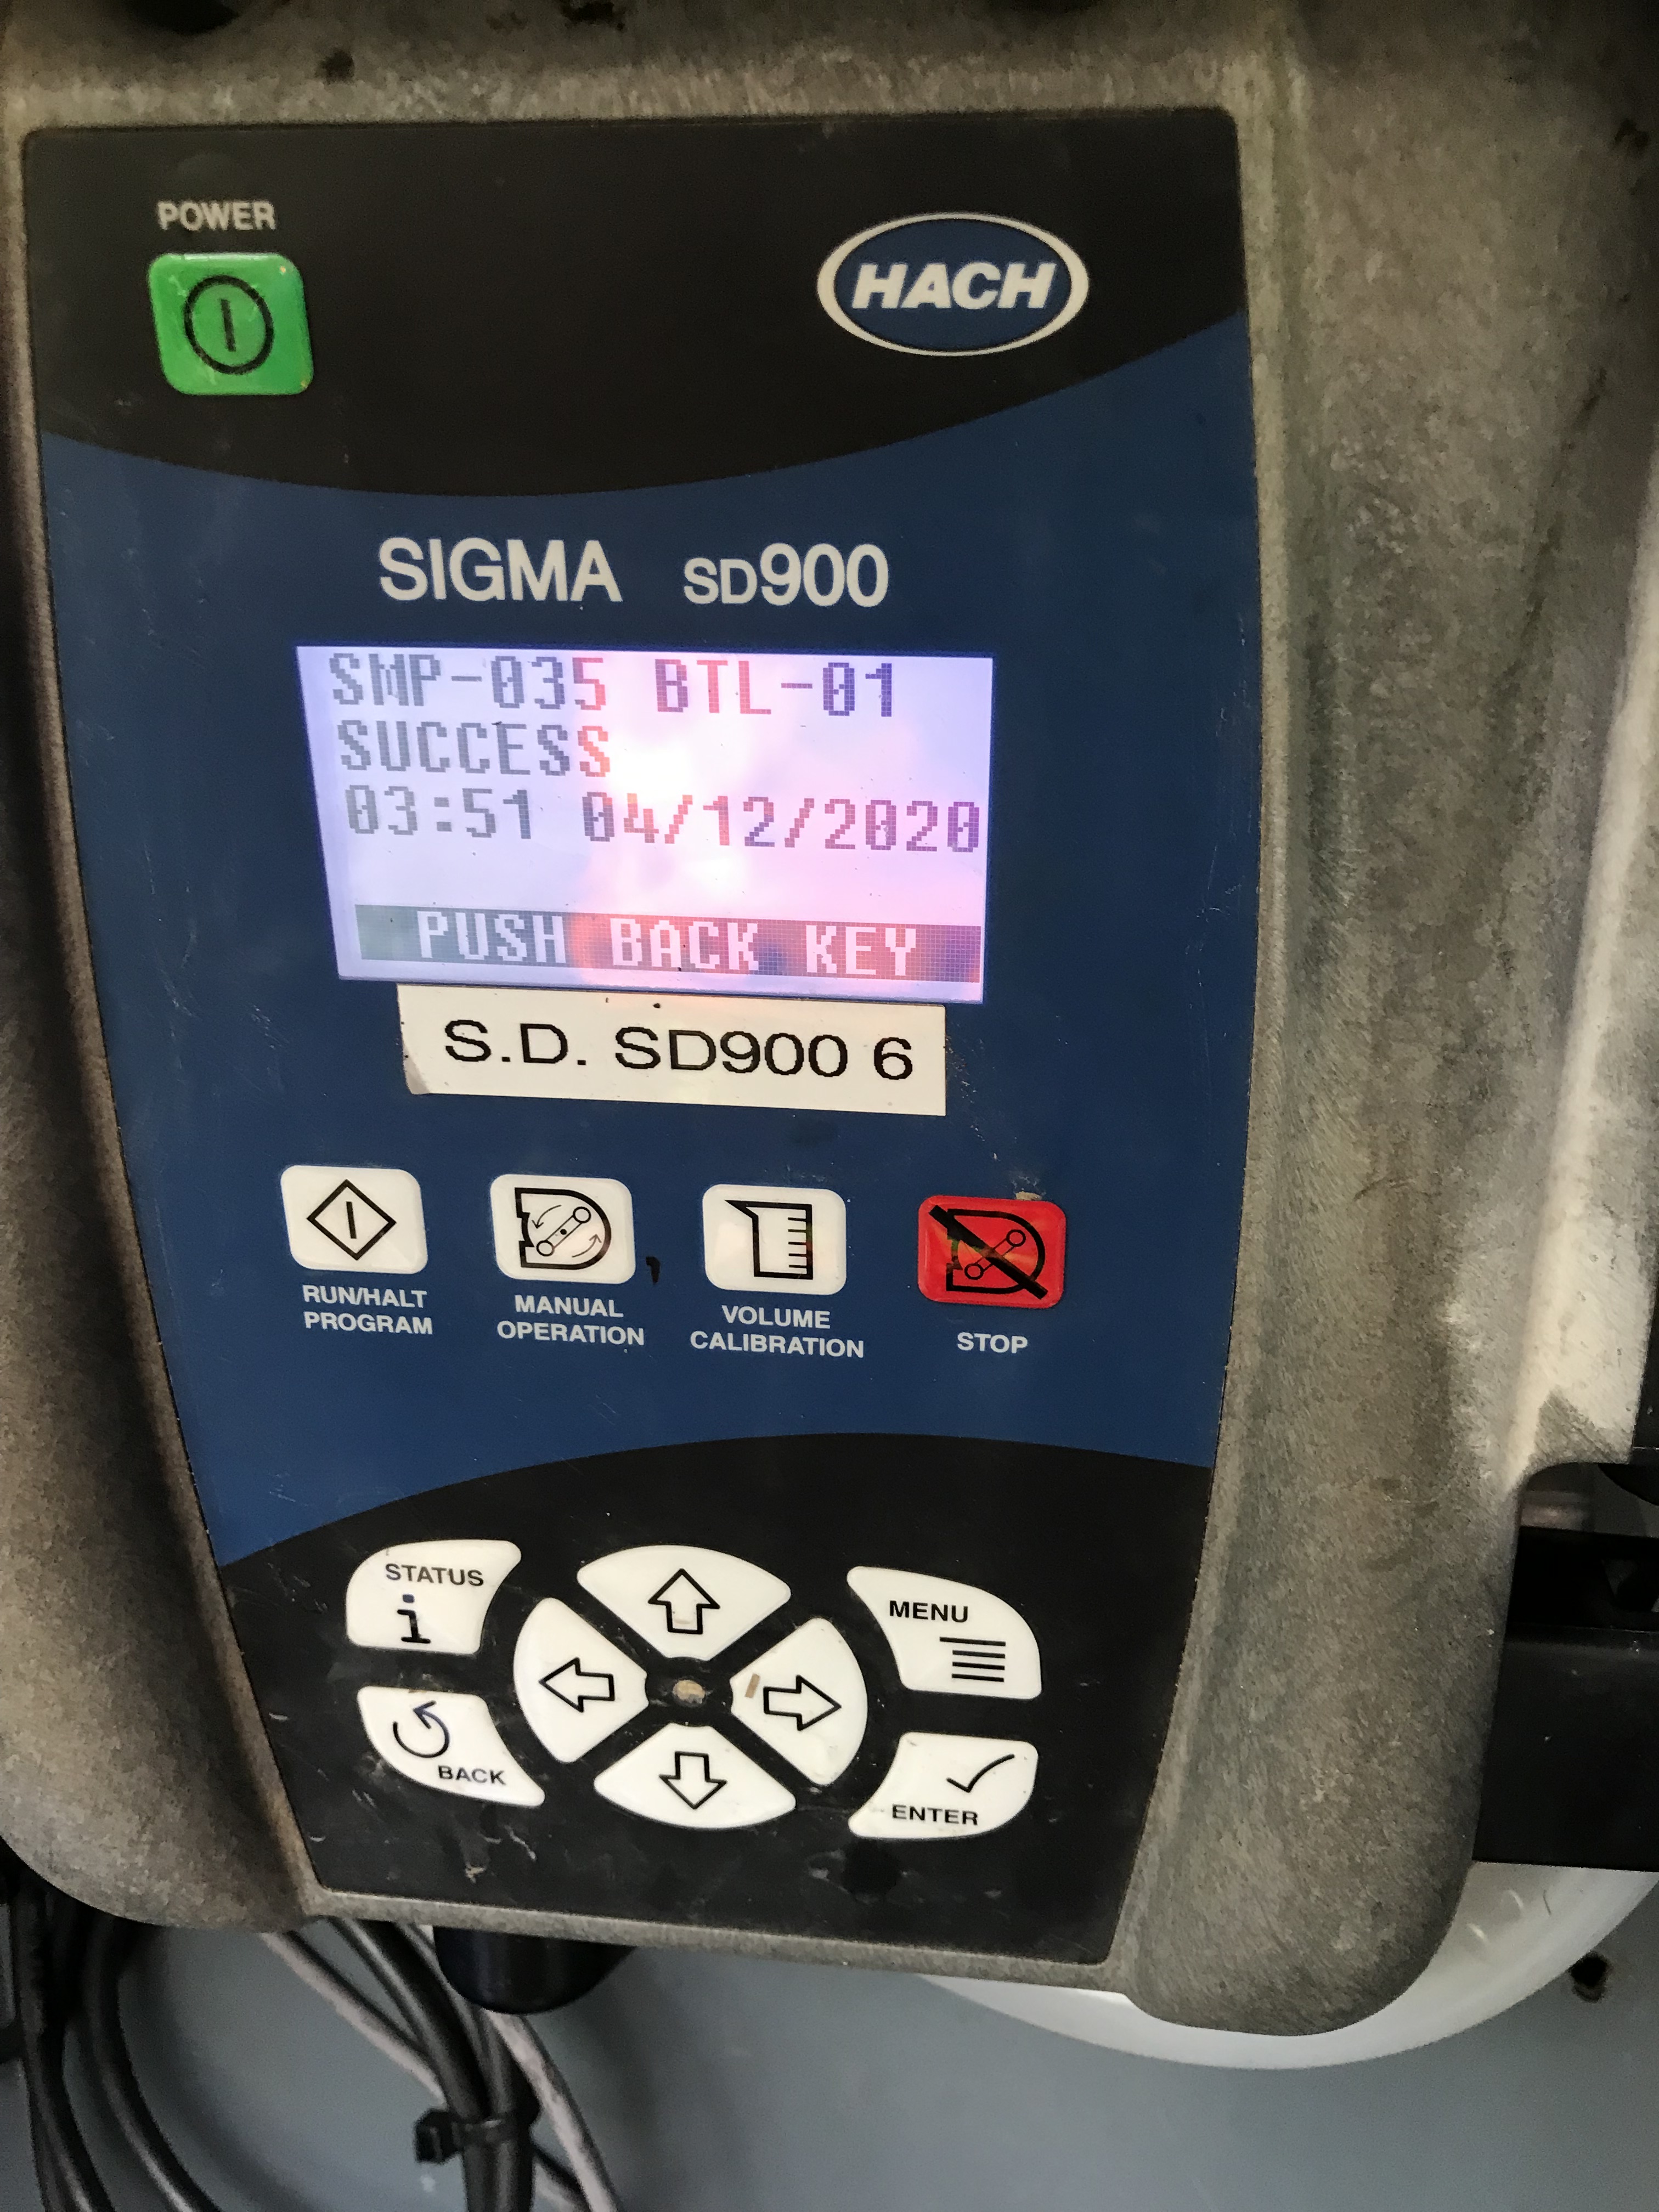 POWER
HACH
SIGMA SD900
SMP-035 BTL-01
SUCCESS
03:51 04/12/2020
PUSH BACK KEY
S.D. SD900 6
RUN/HALT
PROGRAM
MANUAL
OPERATION
VOLUME
CALIBRATION
STOP
STATUS
i
MENU
BACK
ENTER